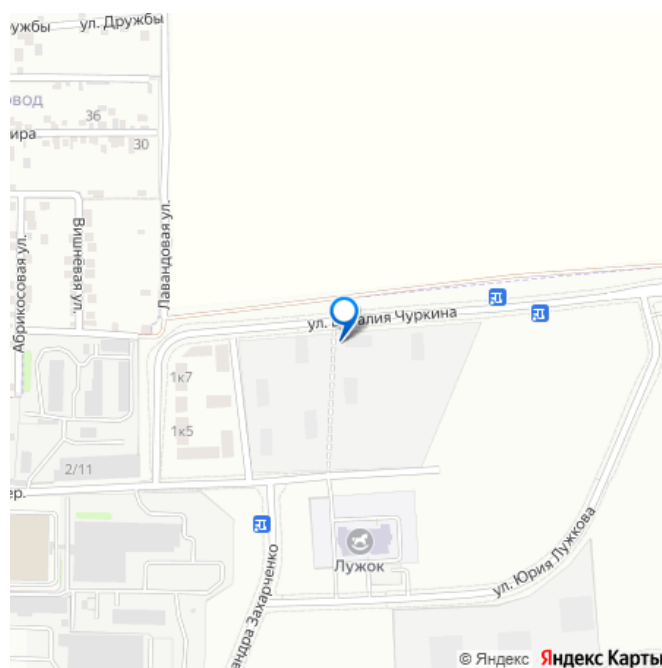 ужбы
ул. Дружбы
ОВОД
36
ира
30
Абрикосовая ул.
Вишневая ул.
Лавандовая ул.
ул. Виталия Чуркина
1к7
1к5
2/11
ер.
Лужок
андра Захарченко
ул. Юрия Лужкова
© Яндекс Яндекс Карты